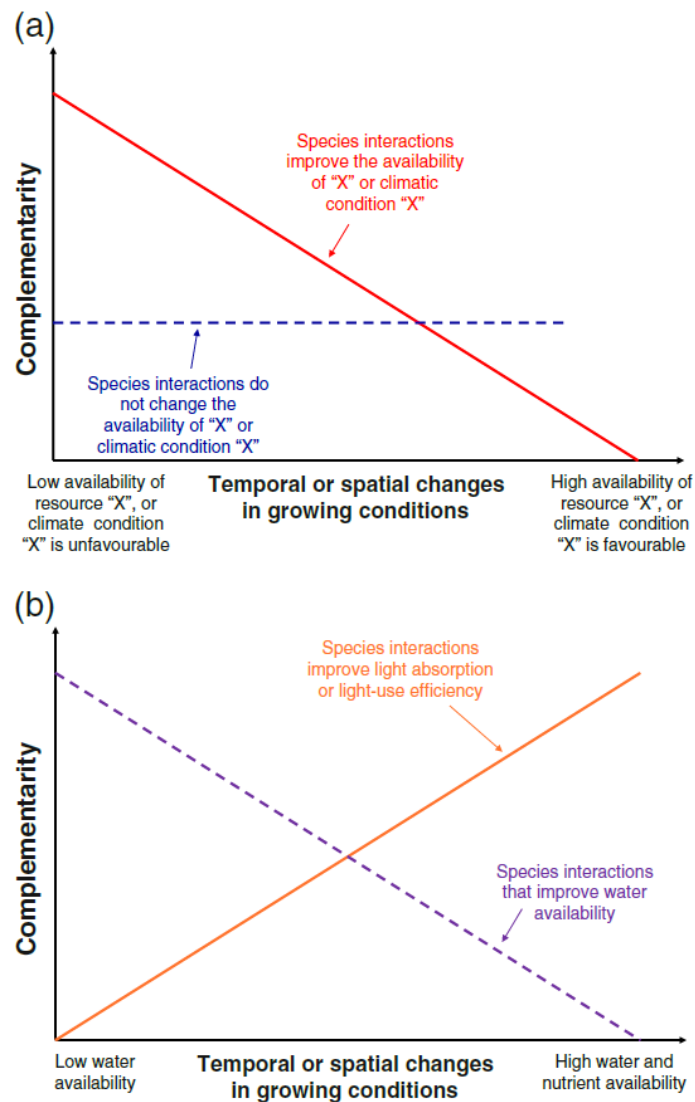 (a)
Complementarity
Species interactions
improve the availability
of “X” or climatic
condition “X”
Species interactions do
not change the
availability of “X” or
climatic condition “X”
Low availability of
resource “X”, or
climate condition
“X” is unfavourable
Temporal or spatial changes
in growing conditions
High availability of
resource “X”, or
climate condition
“X” is favourable
(b)
Complementarity
Species interactions
improve light absorption
or light-use efficiency
Species interactions
that improve water
availability
Low water
availability
Temporal or spatial changes
in growing conditions
High water and
nutrient availability